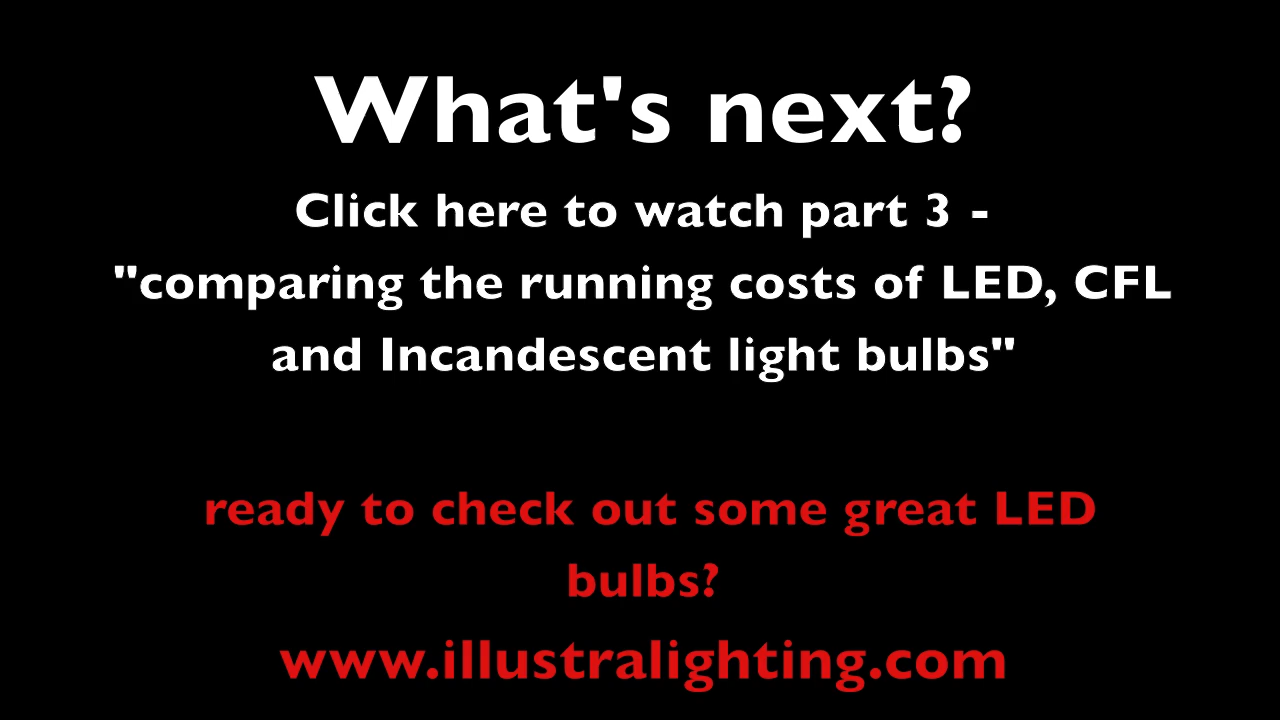 What's next?
Click here to watch part 3 -
"comparing the running costs of LED, CFL
and Incandescent light bulbs"
ready to check out some great LED
bulbs?
www.illustralighting.com